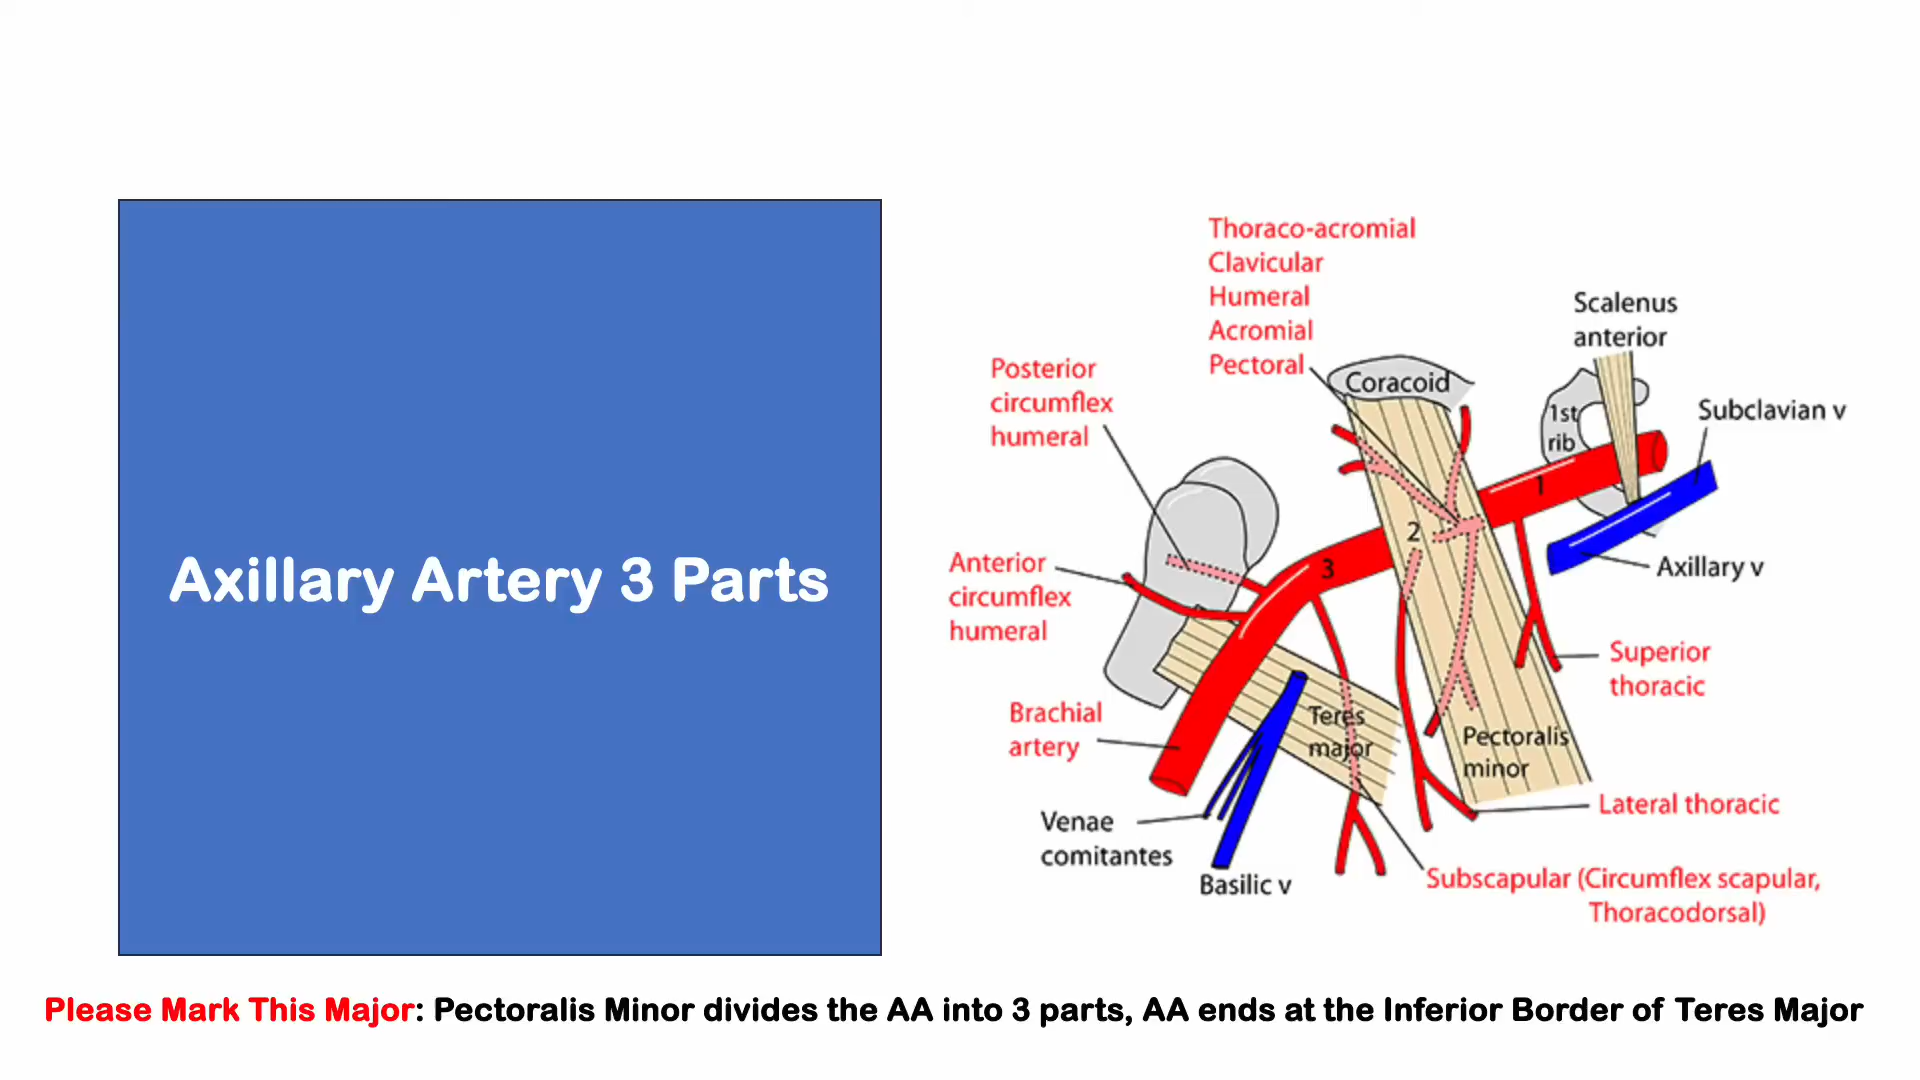 Axillary Artery 3 Parts
Thoraco-acromial
Clavicular
Humeral
Acromial
Pectoral
Scalenus
anterior
Posterior
circumflex
humeral
Coracoid
1st
rib
Subclavian v
1
2
3
Anterior
circumflex
humeral
Axillary v
Superior
thoracic
Brachial
artery
Teres
major
Pectoralis
minor
Lateral thoracic
Venae
comitantes
Basilic v
Subscapular (Circumflex scapular,
Thoracodorsal)
Please Mark This Major: Pectoralis Minor divides the AA into 3 parts, AA ends at the Inferior Border of Teres Major